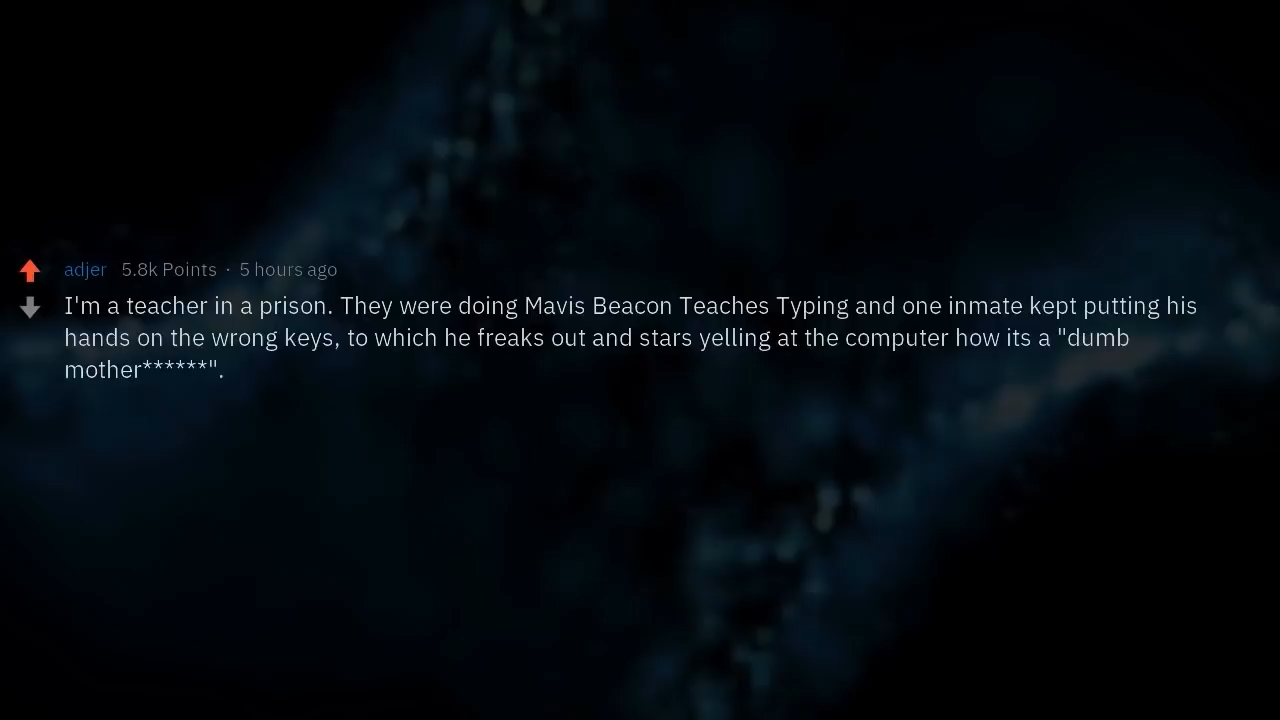 adjer 5.8k Points · 5 hours ago
I'm a teacher in a prison. They were doing Mavis Beacon Teaches Typing and one inmate kept putting his
hands on the wrong keys, to which he freaks out and stars yelling at the computer how its a "dumb
mother******".